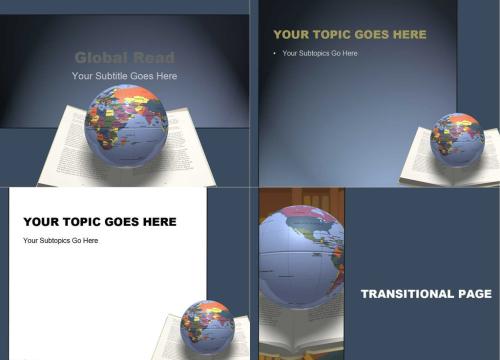 Global Read
Your Subtitle Goes Here
YOUR TOPIC GOES HERE
• Your Subtopics Go Here
YOUR TOPIC GOES HERE
Your Subtopics Go Here
TRANSITIONAL PAGE